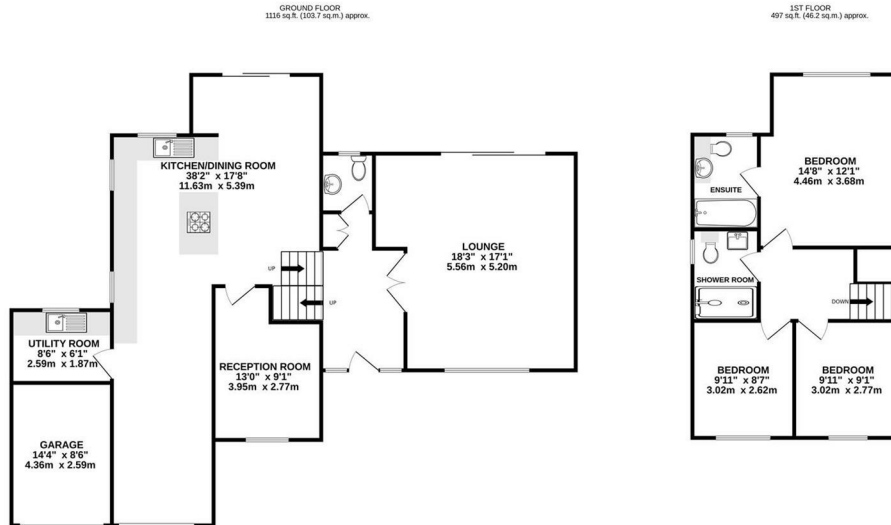 GROUND FLOOR
1116 sq.ft. (103.7 sq.m.) approx.
KITCHEN/DINING ROOM
38'2" x 17'8"
11.63m x 5.39m
UP
UP
LOUNGE
18'3" x 17'1"
5.56m x 5.20m
UTILITY ROOM
8'6" x 6'1"
2.59m x 1.87m
RECEPTION ROOM
13'0" x 9'1"
3.95m x 2.77m
GARAGE
14'4" x 8'6"
4.36m x 2.59m
1ST FLOOR
497 sq.ft. (46.2 sq.m.) approx.
BEDROOM
14'8" x 12'1"
4.46m x 3.68m
ENSUITE
SHOWER ROOM
DOWN
BEDROOM
9'11" x 8'7"
3.02m x 2.62m
BEDROOM
9'11" x 9'1"
3.02m x 2.77m